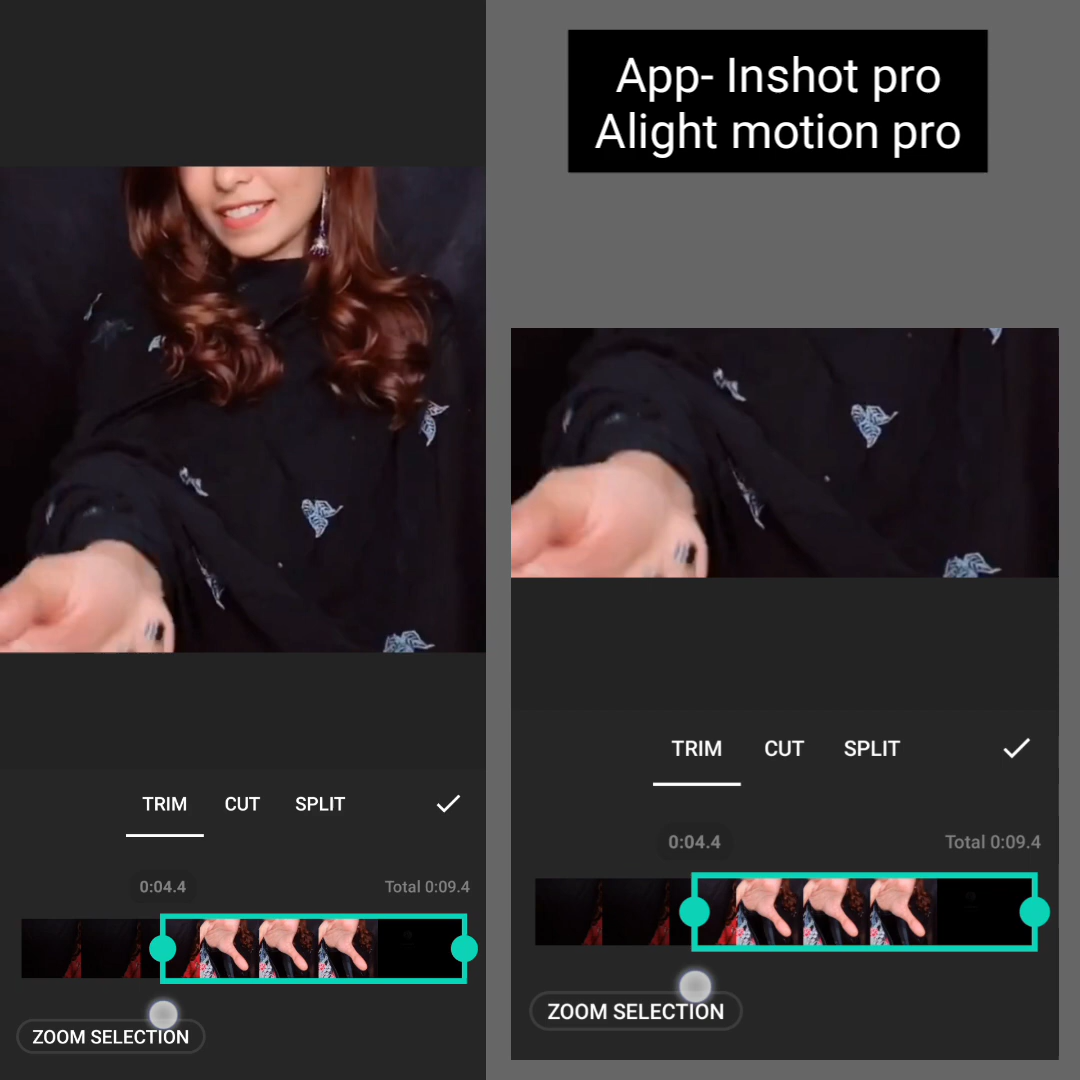 App- Inshot pro
Alight motion pro
TRIM CUT SPLIT
0:04.4 Total 0:09.4
ZOOM SELECTION
TRIM CUT SPLIT
0:04.4 Total 0:09.4
ZOOM SELECTION